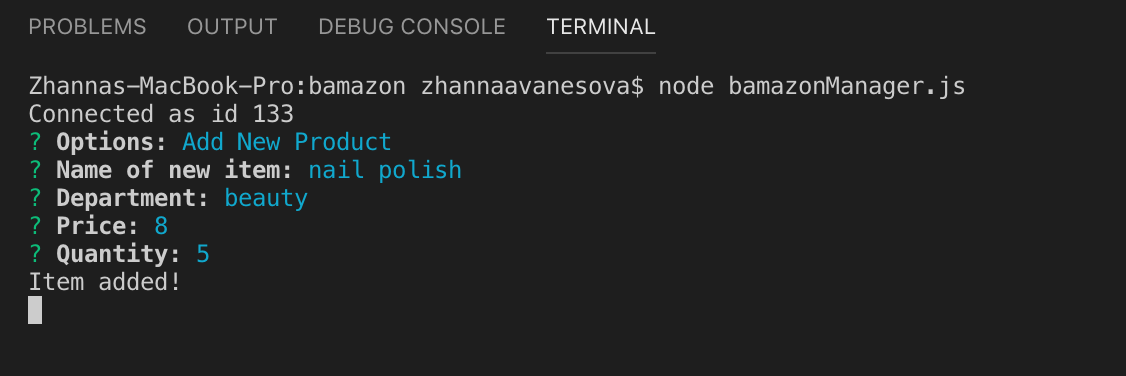 PROBLEMS OUTPUT DEBUG CONSOLE TERMINAL
Zhannas-MacBook-Pro:bamazon zhannaavanesova$ node bamazonManager.js
Connected as id 133
? Options: Add New Product
? Name of new item: nail polish
? Department: beauty
? Price: 8
? Quantity: 5
Item added!